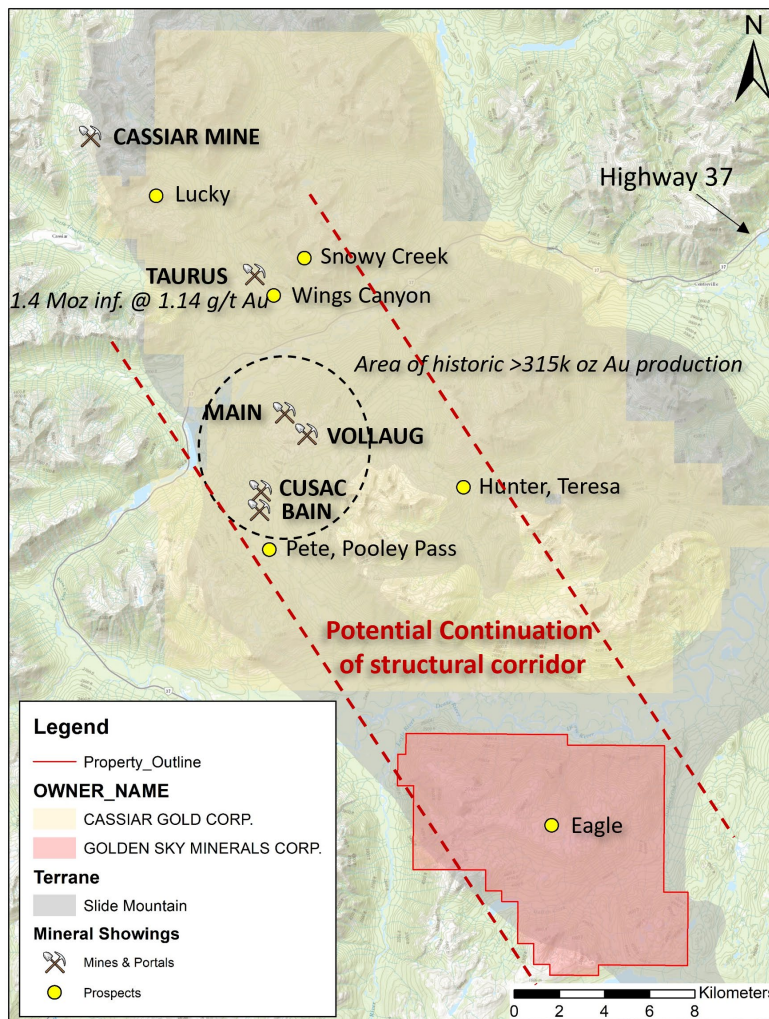 N
CASSIAR MINE
Lucky
Highway 37
Snowy Creek
TAURUS
1.4 Moz inf. @ 1.14 g/t Au
Wings Canyon
Area of historic >315k oz Au production
MAIN
VOLLAUG
CUSAC
BAIN
Hunter, Teresa
Pete, Pooley Pass
Potential Continuation
of structural corridor
Eagle
Legend
Property_Outline
OWNER_NAME
CASSIAR GOLD CORP.
GOLDEN SKY MINERALS CORP.
Terrane
Slide Mountain
Mineral Showings
Mines & Portals
Prospects
Kilometers
0 2 4 6 8